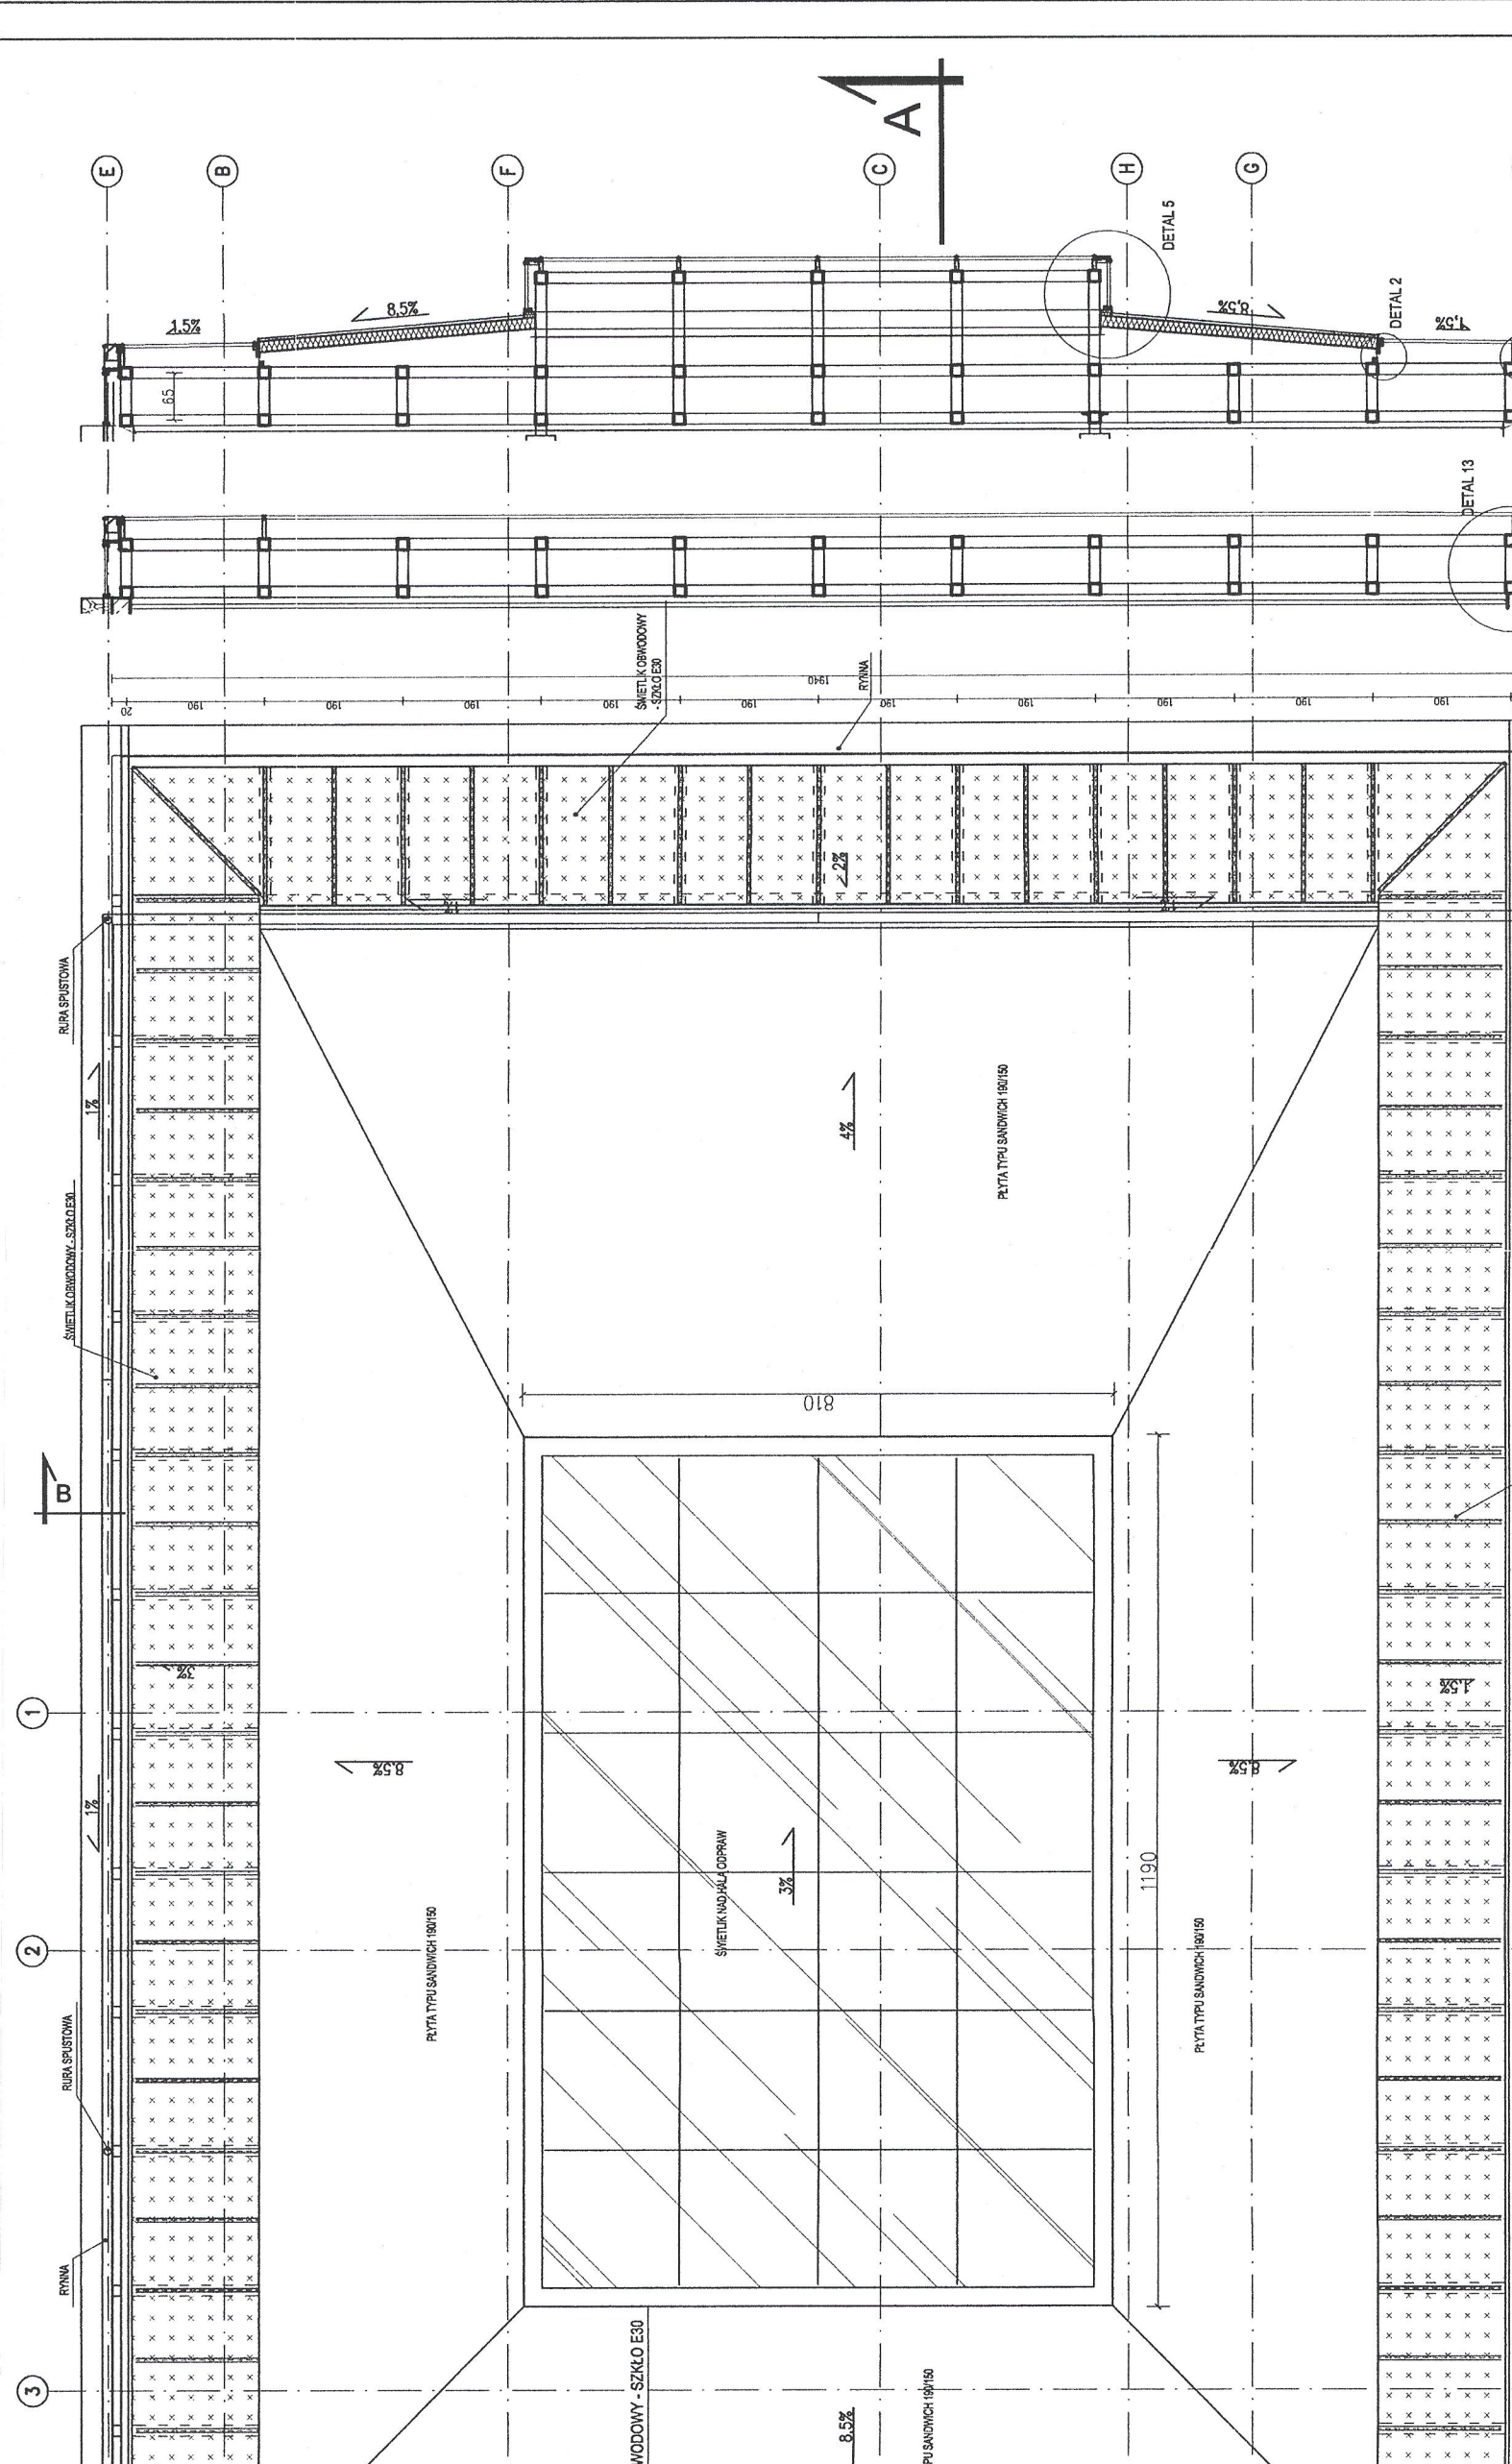 A
E
B
F
C
H
G
DETAL 5
DETAL 2
1,5%
8,5%
8,5%
1,5%
65
DETAL 13
ŚWIETLIK OBWODOWY
- SZKŁO E30
RYNNA
1940
20
190
190
190
190
190
190
190
190
190
190
2%
RURA SPUSTOWA
1%
4%
PŁYTA TYPU SANDWICH 190/150
ŚWIETLIK OBWODOWY - SZKŁO E30
810
B
3%
1,5%
1
8,5%
8,5%
1%
ŚWIETLIK NAD HALĄ ODPRAW
3%
1190
2
PŁYTA TYPU SANDWICH 190/150
PŁYTA TYPU SANDWICH 190/150
RURA SPUSTOWA
RYNNA
3
WODOWY - SZKŁO E30
8.5%
PU SANDWICH 190/150